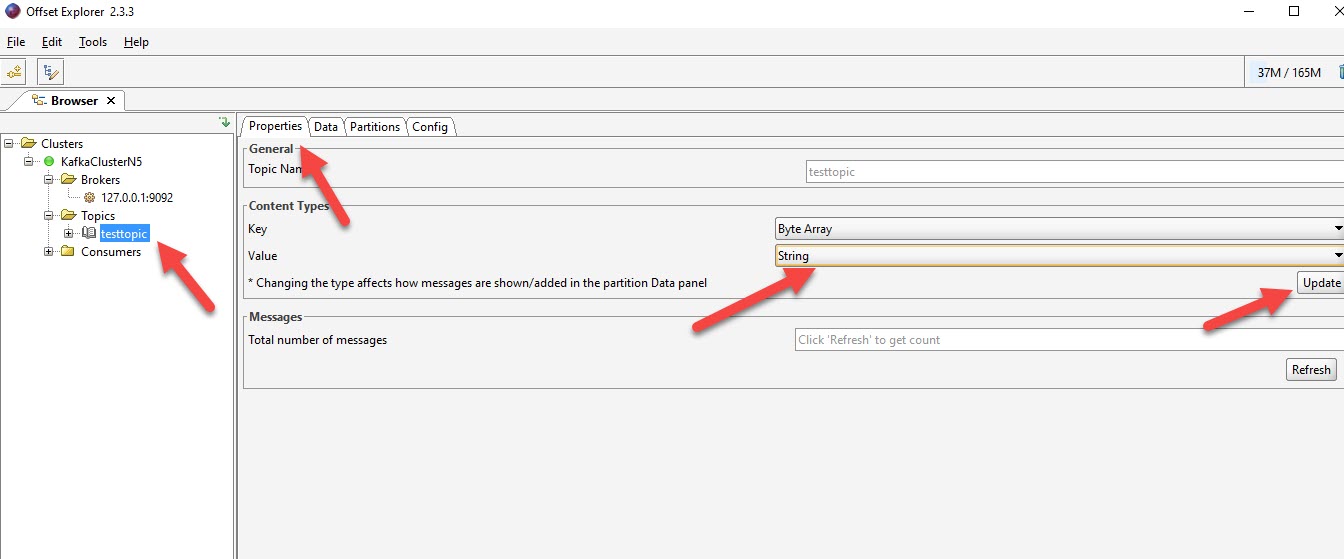 Offset Explorer 2.3.3
File Edit Tools Help
37M / 165M
Browser
Clusters
KafkaClusterN5
Brokers
127.0.0.1:9092
Topics
testtopic
Consumers
Properties Data Partitions Config
General
Topic
testtopic
Content Types
Key
Byte Array
Value
String
* Changing the type affects how messages are shown/added in the partition Data panel
Update
Messages
Total number of messages
Click 'Refresh' to get count
Refresh